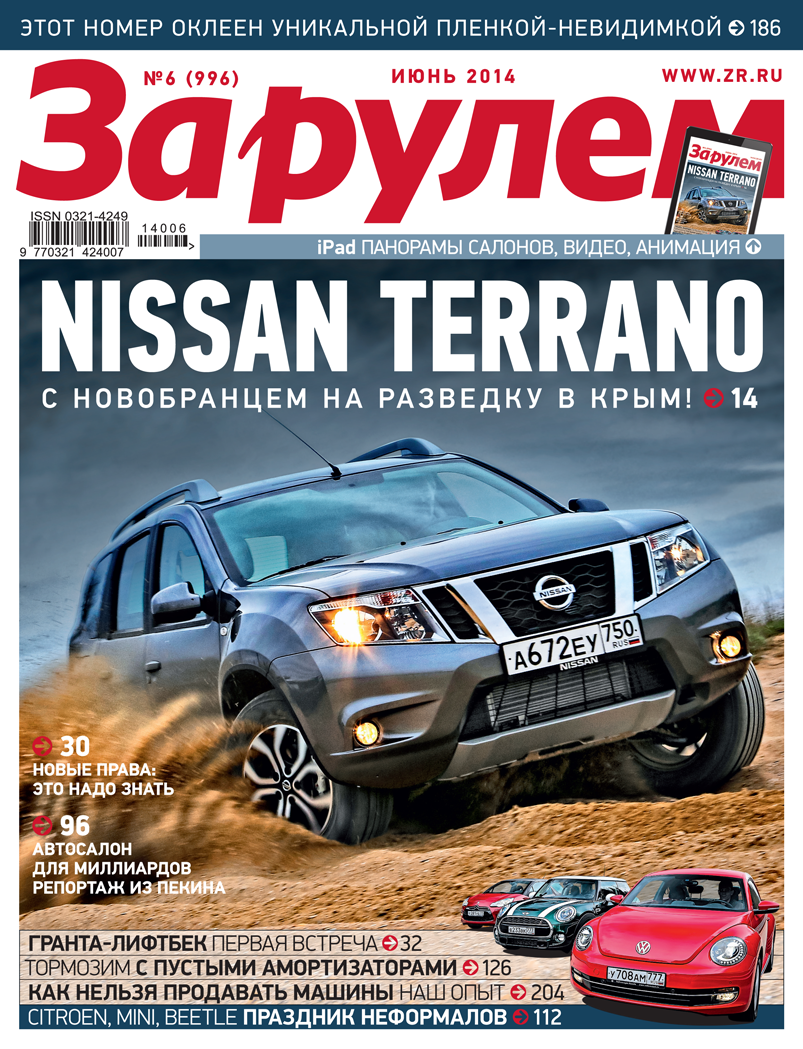 ЭТОТ НОМЕР ОКЛЕЕН УНИКАЛЬНОЙ ПЛЕНКОЙ-НЕВИДИМКОЙ 186
№6 (996)
ИЮНЬ 2014
WWW.ZR.RU
За рулем
За рулем
NISSAN TERRANO
ISSN 0321-4249
14006
9 770321 424007 >
iPad ПАНОРАМЫ САЛОНОВ, ВИДЕО, АНИМАЦИЯ
NISSAN TERRANO
С НОВОБРАНЦЕМ НА РАЗВЕДКУ В КРЫМ! 14
NISSAN
А672ЕУ 750
RUS
NISSAN
30
НОВЫЕ ПРАВА:
ЭТО НАДО ЗНАТЬ
96
АВТОСАЛОН
ДЛЯ МИЛЛИАРДОВ
РЕПОРТАЖ ИЗ ПЕКИНА
У708АМ777
ГРАНТА-ЛИФТБЕК ПЕРВАЯ ВСТРЕЧА 32
ТОРМОЗИМ С ПУСТЫМИ АМОРТИЗАТОРАМИ 126
КАК НЕЛЬЗЯ ПРОДАВАТЬ МАШИНЫ НАШ ОПЫТ 204
CITROEN, MINI, BEETLE ПРАЗДНИК НЕФОРМАЛОВ 112